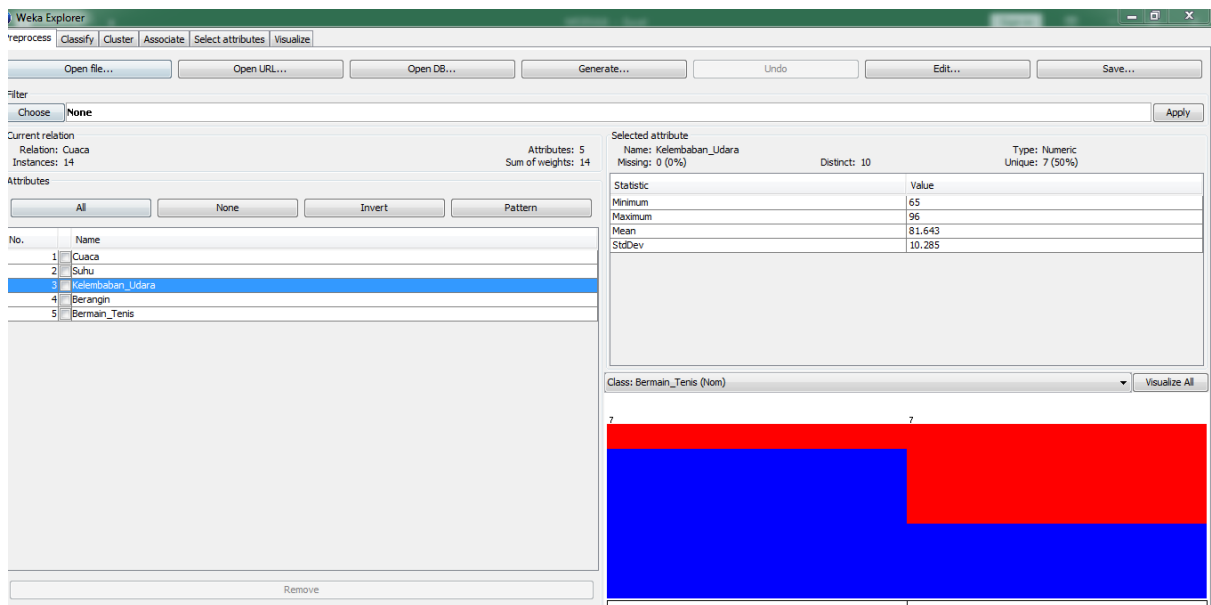 Weka Explorer
Preprocess Classify Cluster Associate Select attributes Visualize
Open file... Open URL... Open DB... Generate... Undo Edit... Save...
Filter
Choose None Apply
Current relation
Relation: Cuaca Attributes: 5
Instances: 14 Sum of weights: 14
Attributes
All None Invert Pattern
No. Name
1 Cuaca
2 Suhu
3 Kelembaban_Udara
4 Berangin
5 Bermain_Tenis
Remove
Selected attribute
Name: Kelembaban_Udara Type: Numeric
Missing: 0 (0%) Distinct: 10 Unique: 7 (50%)
Statistic Value
Minimum 65
Maximum 96
Mean 81.643
StdDev 10.285
Class: Bermain_Tenis (Nom) Visualize All
7 7